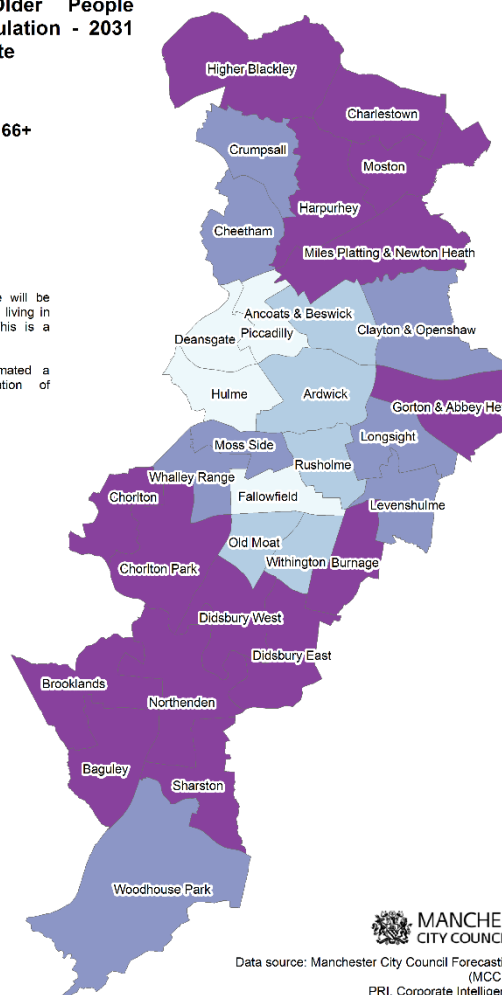 Older People
ulation - 2031
te
66+
e will be
living in
his is a
mated a
ntion of
Higher Blackley
Charlestown
Crumpsall
Moston
Harpurhey
Cheetham
Miles Platting & Newton Heath
Ancoats & Beswick
Piccadilly
Clayton & Openshaw
Deansgate
Hulme
Ardwick
Gorton & Abbey He
Moss Side
Longsight
Rusholme
Whalley Range
Chorlton
Fallowfield
Levenshulme
Old Moat
Withington
Burnage
Chorlton Park
Didsbury West
Didsbury East
Brooklands
Northenden
Baguley
Sharston
Woodhouse Park
MANCHE
CITY COUNC
Data source: Manchester City Council Forecasti
(MCC
PRI, Corporate Intellige